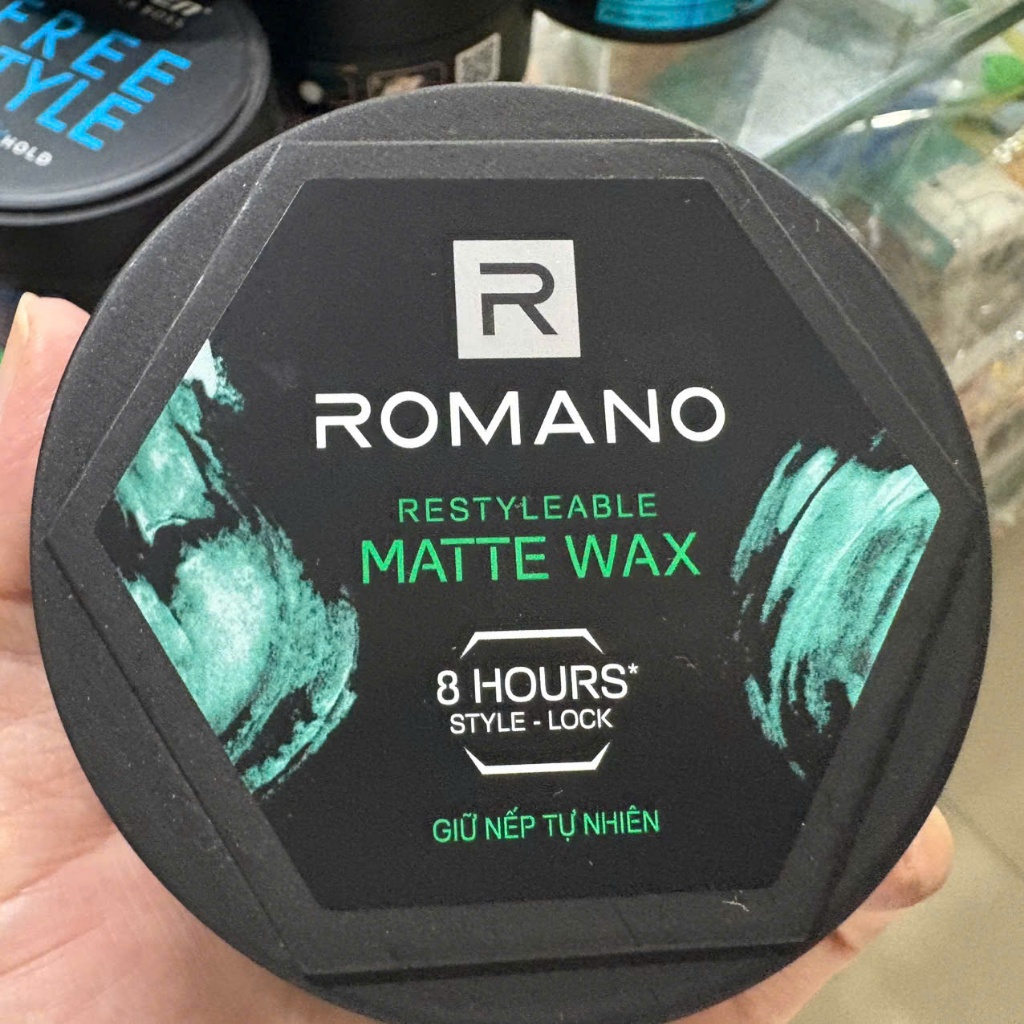 FREE
STYLE
HOLD
R
ROMANO
RESTYLEABLE
MATTE WAX
8 HOURS*
STYLE - LOCK
GIỮ NẾP TỰ NHIÊN